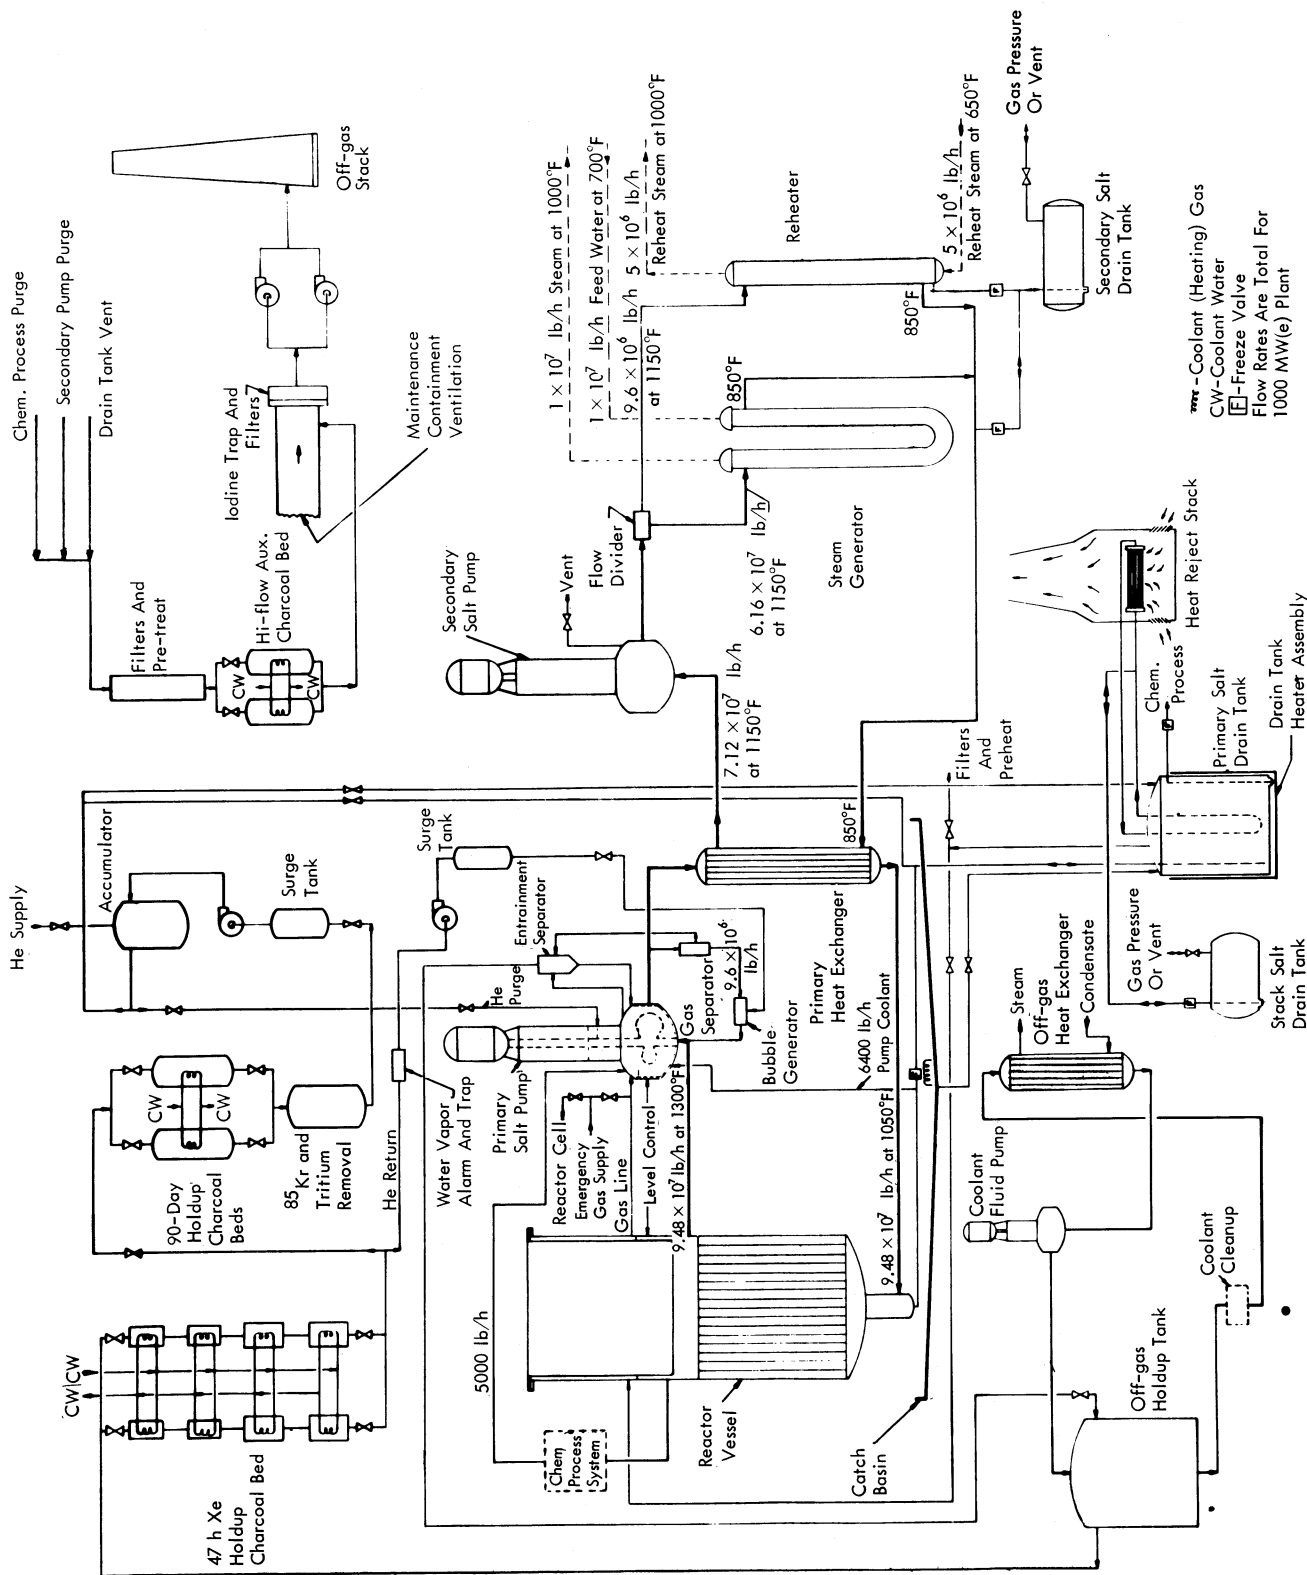 Chem. Process Purge
Secondary Pump Purge
Drain Tank Vent
Off-gas
Stack
Iodine Trap And
Filters
Maintenance
Containment
Ventilation
Filters And
Pre-treat
Hi-flow Aux.
Charcoal Bed
CW
CW
He Supply
Accumulator
Surge
Tank
CW
CW
90-Day
Holdup
Charcoal
Beds
85Kr and
Tritium
Removal
He Return
Water Vapor
Alarm And Trap
CW
CW
47 h Xe
Holdup
Charcoal Bed
Surge
Tank
Entrainment
Separator
He
Purge
Primary
Salt Pump
Gas
Separator
9.6 × 10⁶
lb/h
Bubble
Generator
Reactor Cell
Emergency
Gas Supply
Gas Line
Level Control
9.48 × 10⁷ lb/h at 1300°F
5000 lb/h
Chem
Process
System
Reactor
Vessel
Catch
Basin
9.48 × 10⁷ lb/h at 1050°F
6400 lb/h
Pump Coolant
Primary
Heat Exchanger
850°F
7.12 × 10⁷ lb/h
at 1150°F
Secondary
Salt Pump
Vent
Flow
Divider
6.16 × 10⁷ lb/h
at 1150°F
Steam
Generator
850°F
1 × 10⁷ lb/h Steam at 1000°F
1 × 10⁷ lb/h Feed Water at 700°F
9.6 × 10⁶ lb/h
at 1150°F
5 × 10⁶ lb/h
Reheat Steam at 1000°F
Reheater
850°F
5 × 10⁶ lb/h
Reheat Steam at 650°F
Gas Pressure
Or Vent
F
F
Secondary Salt
Drain Tank
-Coolant (Heating) Gas
CW-Coolant Water
F-Freeze Valve
Flow Rates Are Total For
1000 MW(e) Plant
Heat Reject Stack
Chem.
Process
F
Filters
And
Preheat
Primary Salt
Drain Tank
Drain Tank
Heater Assembly
Gas Pressure
Or Vent
F
Stack Salt
Drain Tank
F
Steam
Off-gas
Heat Exchanger
Condensate
Coolant
Fluid Pump
Coolant
Cleanup
Off-gas
Holdup Tank